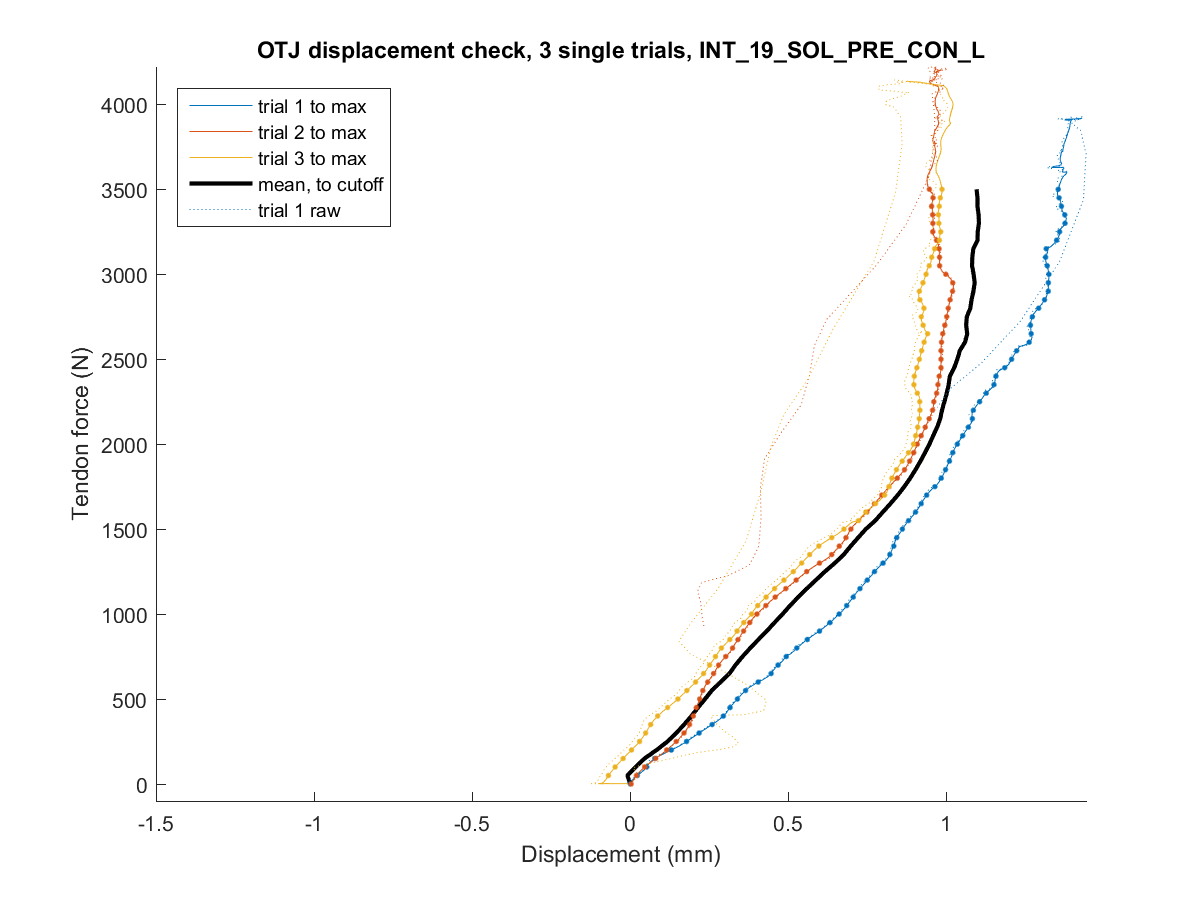 OTJ displacement check, 3 single trials, INT_19_SOL_PRE_CON_L
trial 1 to max
trial 2 to max
trial 3 to max
mean, to cutoff
trial 1 raw
4000
3500
3000
2500
2000
1500
1000
500
0
Tendon force (N)
-1.5
-1
-0.5
0
0.5
1
Displacement (mm)